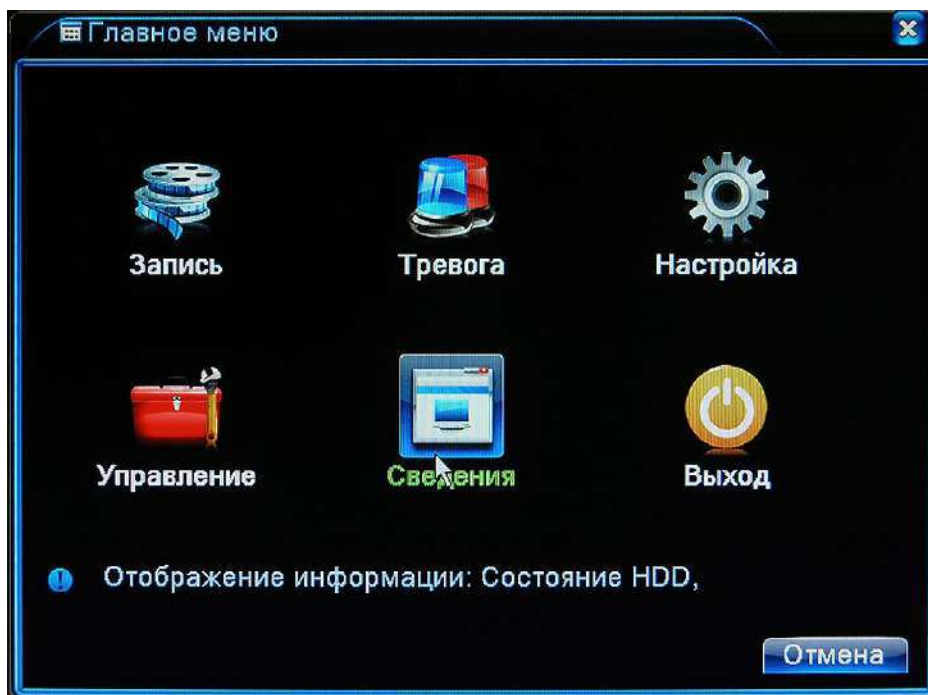 Главное меню
Запись
Тревога
Настройка
Управление
Сведения
Выход
Отображение информации: Состояние HDD,
Отмена